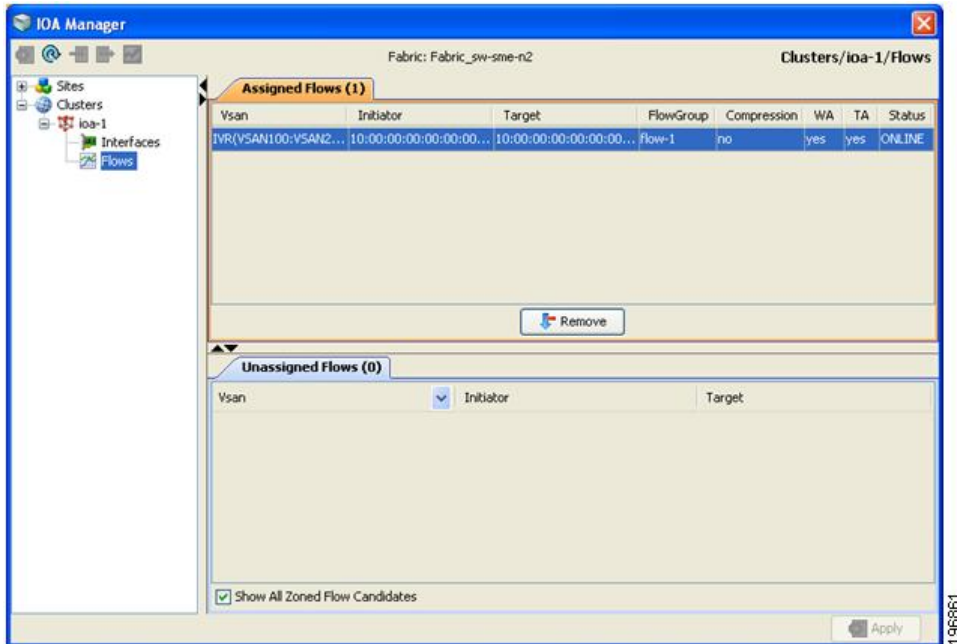 IOA Manager
Fabric: Fabric_sw-sme-n2
Clusters/ioa-1/Flows
Sites
Clusters
ioa-1
Interfaces
Flows
Assigned Flows (1)
Vsan Initiator Target FlowGroup Compression WA TA Status
IVR(VSAN100:VSAN2... 10:00:00:00:00:00:00... 10:00:00:00:00:00:00... flow-1 no yes yes ONLINE
Remove
Unassigned Flows (0)
Vsan Initiator Target
Show All Zoned Flow Candidates
Apply
196861